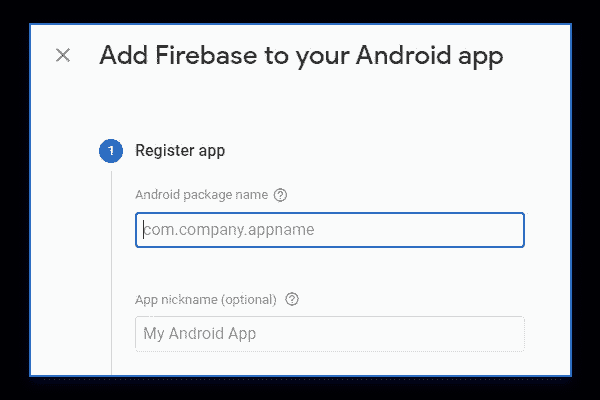 Add Firebase to your Android app
1 Register app
Android package name ?
com.company.appname
App nickname (optional) ?
My Android App